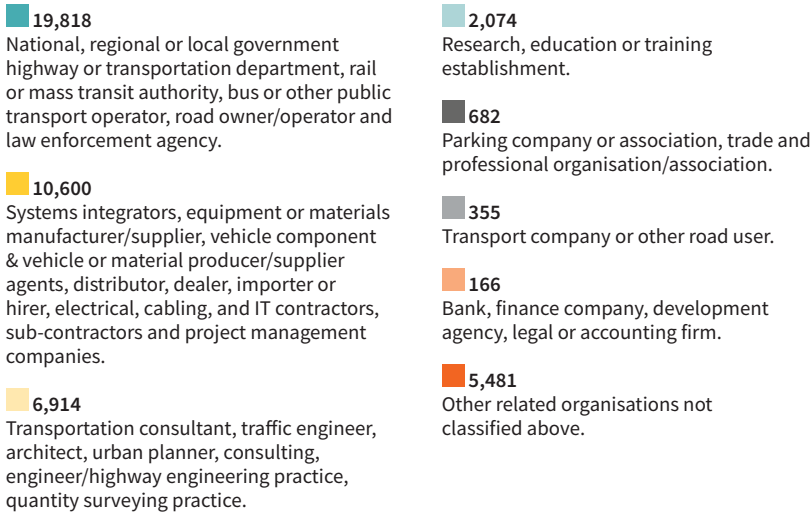 19,818
National, regional or local government
highway or transportation department, rail
or mass transit authority, bus or other public
transport operator, road owner/operator and
law enforcement agency.
10,600
Systems integrators, equipment or materials
manufacturer/supplier, vehicle component
& vehicle or material producer/supplier
agents, distributor, dealer, importer or
hirer, electrical, cabling, and IT contractors,
sub-contractors and project management
companies.
6,914
Transportation consultant, traffic engineer,
architect, urban planner, consulting,
engineer/highway engineering practice,
quantity surveying practice.
2,074
Research, education or training
establishment.
682
Parking company or association, trade and
professional organisation/association.
355
Transport company or other road user.
166
Bank, finance company, development
agency, legal or accounting firm.
5,481
Other related organisations not
classified above.